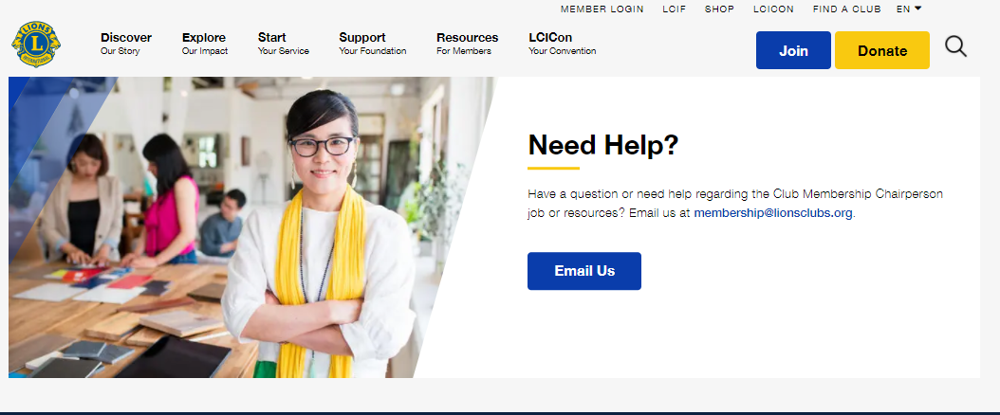 MEMBER LOGIN LCIF SHOP LCICON FIND A CLUB EN
LIONS
L
INTERNATIONAL
Discover Explore Start Support Resources LCICon
Our Story Our Impact Your Service Your Foundation For Members Your Convention
Join Donate
Need Help?
Have a question or need help regarding the Club Membership Chairperson
job or resources? Email us at membership@lionsclubs.org.
Email Us